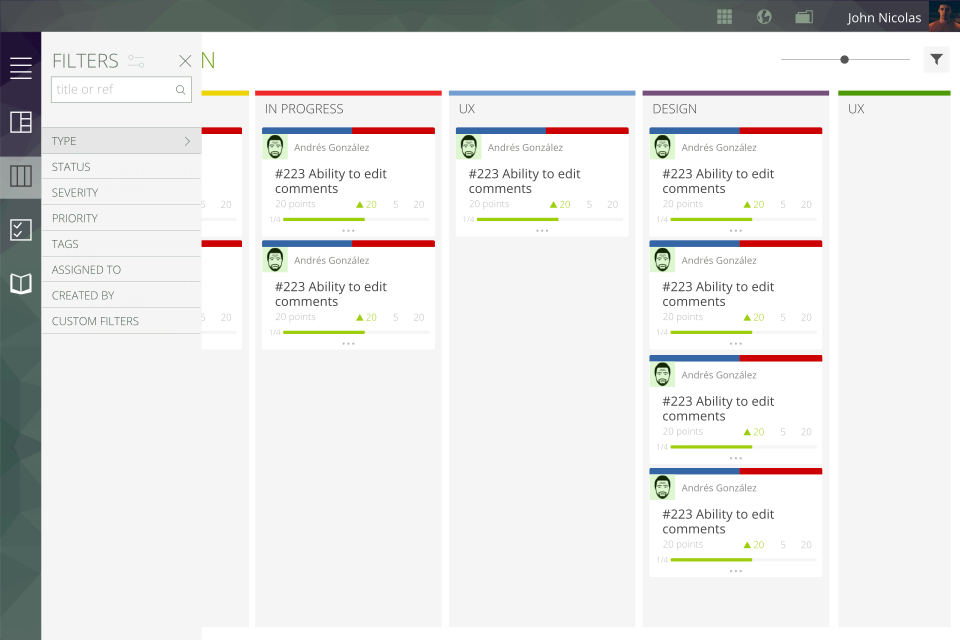 John Nicolas
FILTERS
N
title or ref
TYPE
STATUS
SEVERITY
PRIORITY
TAGS
ASSIGNED TO
CREATED BY
CUSTOM FILTERS
5 20
5 20
IN PROGRESS
Andrés González
#223 Ability to edit
comments
20 points 20 5 20
1/4
Andrés González
#223 Ability to edit
comments
20 points 20 5 20
1/4
UX
Andrés González
#223 Ability to edit
comments
20 points 20 5 20
1/4
DESIGN
Andrés González
#223 Ability to edit
comments
20 points 20 5 20
1/4
Andrés González
#223 Ability to edit
comments
20 points 20 5 20
1/4
Andrés González
#223 Ability to edit
comments
20 points 20 5 20
1/4
Andrés González
#223 Ability to edit
comments
20 points 20 5 20
1/4
UX